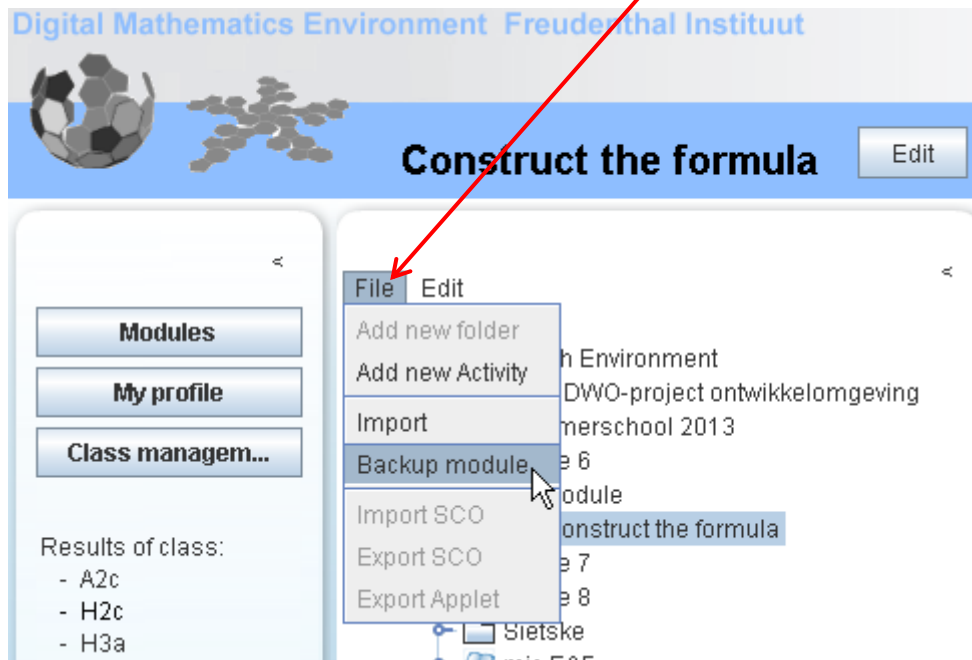 Digital Mathematics Environment Freudenthal Instituut
Construct the formula
Edit
<
Modules
My profile
Class managem...
Results of class:
- A2c
- H2c
- H3a
<
File Edit
Add new folder
Add new Activity
Import
Backup module
Import SCO
Export SCO
Export Applet
h Environment
DWO-project ontwikkelomgeving
merschool 2013
e 6
odule
onstruct the formula
e 7
e 8
Sietske